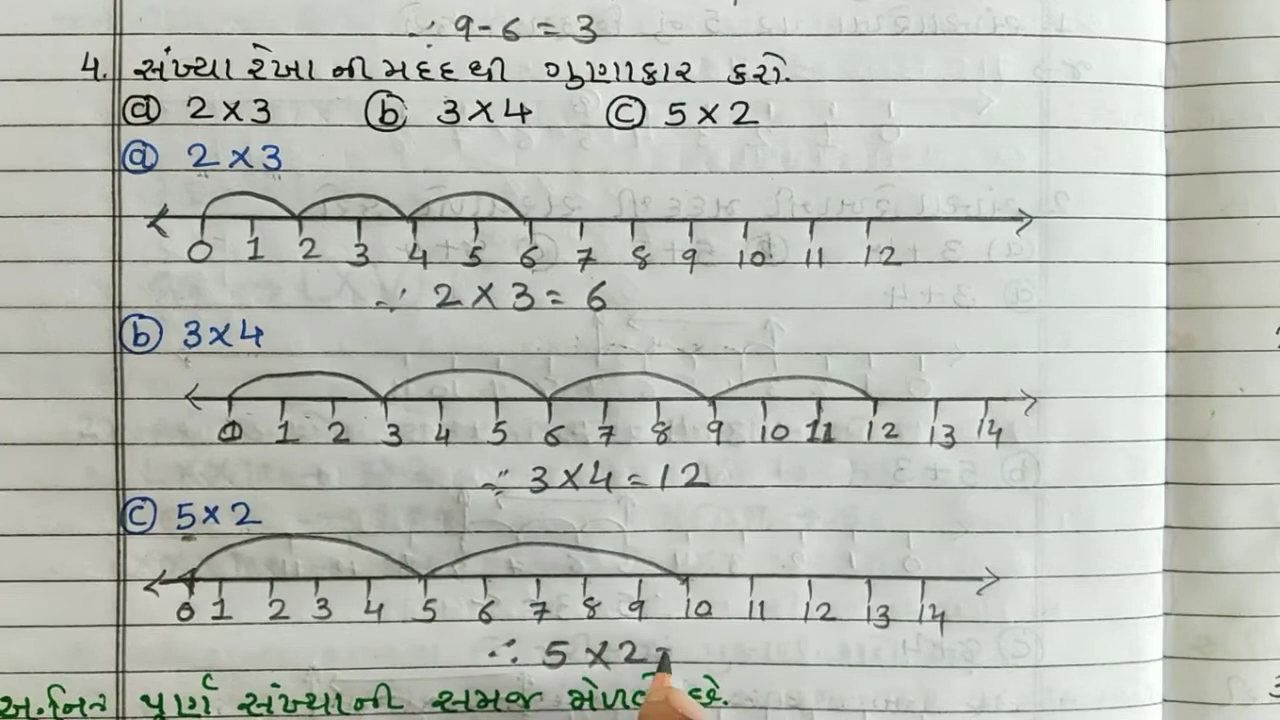 ∴ 9 - 6 = 3
4. સંખ્યા રેખા ની મદદ થી ગુણાકાર કરો.
ⓐ 2 × 3 ⓑ 3 × 4 ⓒ 5 × 2
ⓐ 2 × 3
0 1 2 3 4 5 6 7 8 9 10 11 12
∴ 2 × 3 = 6
ⓑ 3 × 4
0 1 2 3 4 5 6 7 8 9 10 11 12 13 14
∴ 3 × 4 = 12
ⓒ 5 × 2
0 1 2 3 4 5 6 7 8 9 10 11 12 13 14
∴ 5 × 2 =
પૂર્ણ સંખ્યાની સમજ છે.